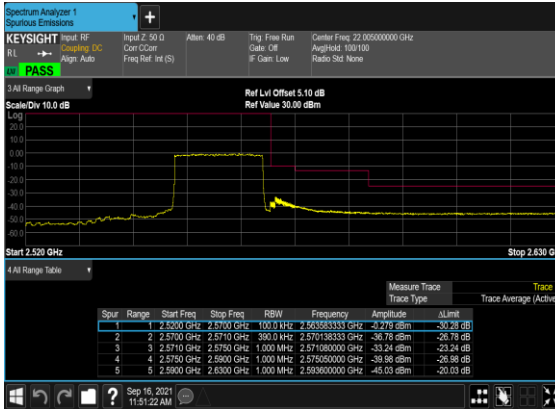 Spectrum Analyzer 1
Spurious Emissions
+
KEYSIGHT Input: RF Input Z: 50 Ω Atten: 40 dB Trig: Free Run Center Freq: 22.005000000 GHz
RL Coupling: DC Corr CCorr Gate: Off Avg|Hold: 100/100
Align: Auto Freq Ref: Int (S) IF Gain: Low Radio Std: None
PASS
3 All Range Graph
Ref Lvl Offset 5.10 dB
Scale/Div 10.0 dB Ref Value 30.00 dBm
Log
20.0
10.0
0.00
-10.0
-20.0
-30.0
-40.0
-50.0
-60.0
Start 2.520 GHz Stop 2.630 G
4 All Range Table
Measure Trace Trace
Trace Type Trace Average (Active
Spur Range Start Freq Stop Freq RBW Frequency Amplitude ΔLimit
1 1 2.5200 GHz 2.5700 GHz 100.0 kHz 2.563583333 GHz -0.279 dBm -30.28 dB
2 2 2.5700 GHz 2.5710 GHz 390.0 kHz 2.570138333 GHz -36.78 dBm -26.78 dB
3 3 2.5710 GHz 2.5750 GHz 1.000 MHz 2.571080000 GHz -33.24 dBm -23.24 dB
4 4 2.5750 GHz 2.5900 GHz 1.000 MHz 2.575050000 GHz -39.98 dBm -26.98 dB
5 5 2.5900 GHz 2.6300 GHz 1.000 MHz 2.593600000 GHz -45.03 dBm -20.03 dB
?
Sep 16, 2021
11:51:22 AM